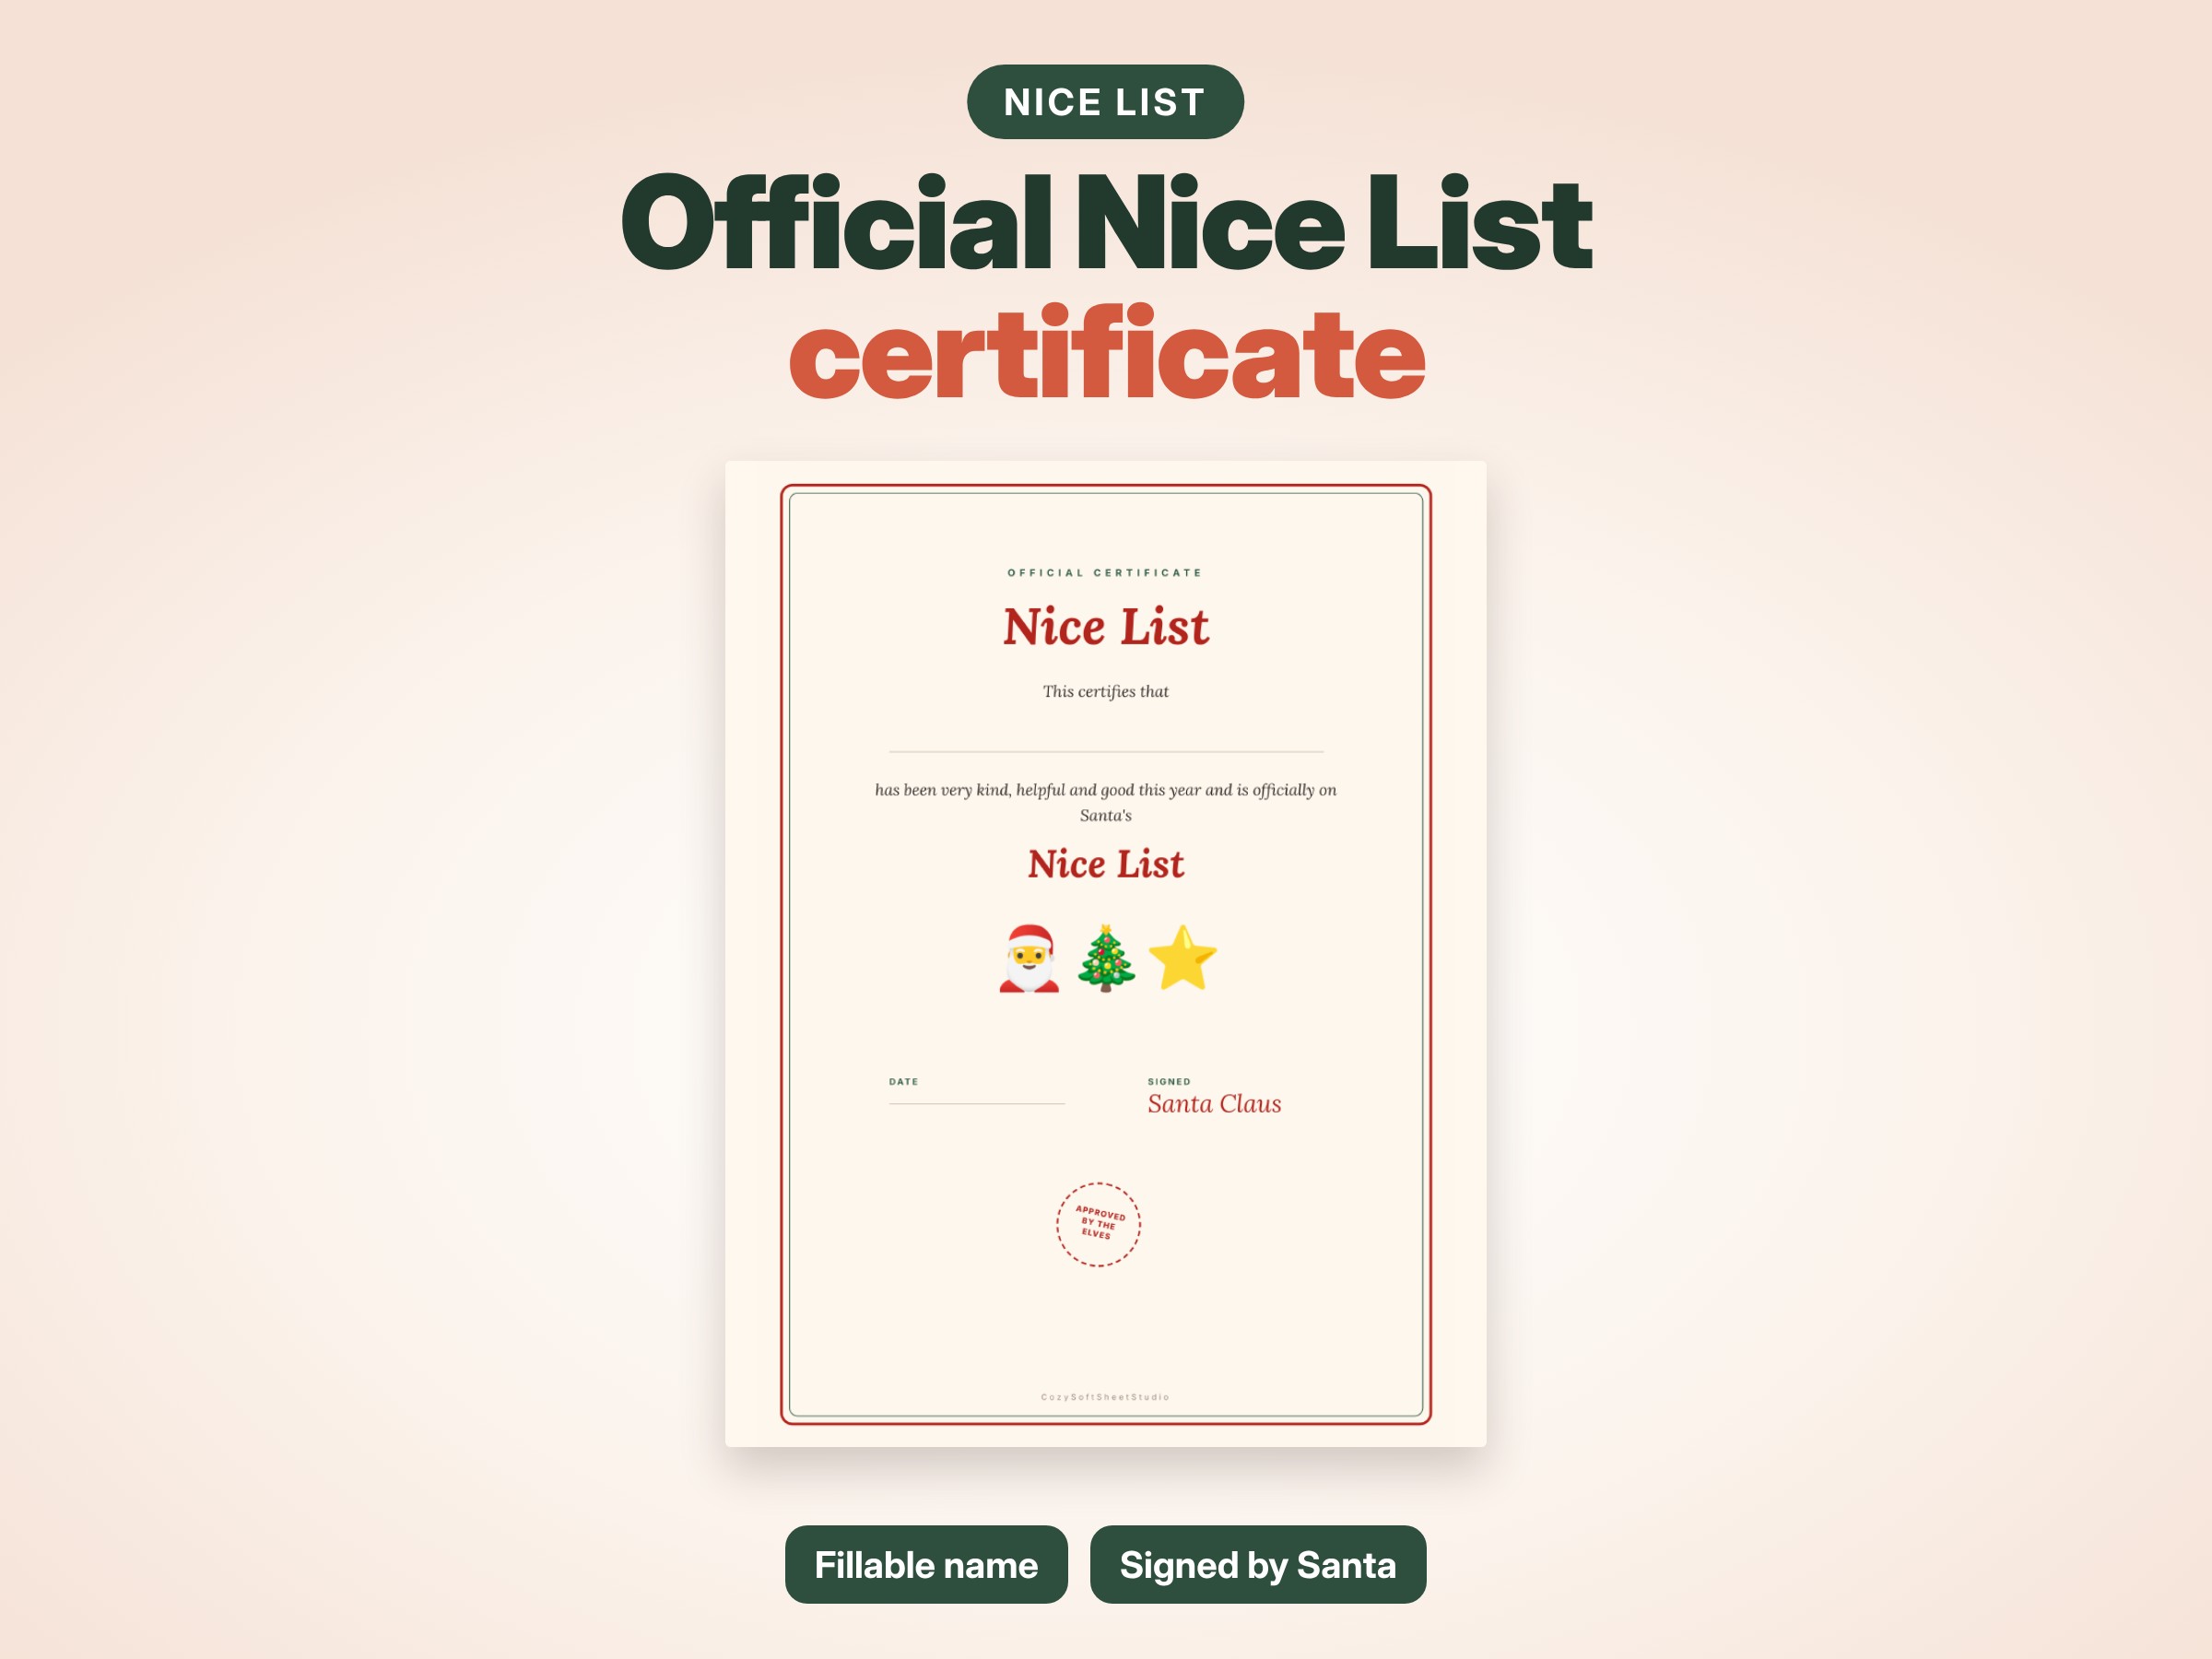 NICE LIST
Official Nice List
certificate
OFFICIAL CERTIFICATE
Nice List
This certifies that
has been very kind, helpful and good this year and is officially on
Santa's
Nice List
DATE
SIGNED
Santa Claus
APPROVED
BY THE
ELVES
CozySoftSheetStudio
Fillable name
Signed by Santa